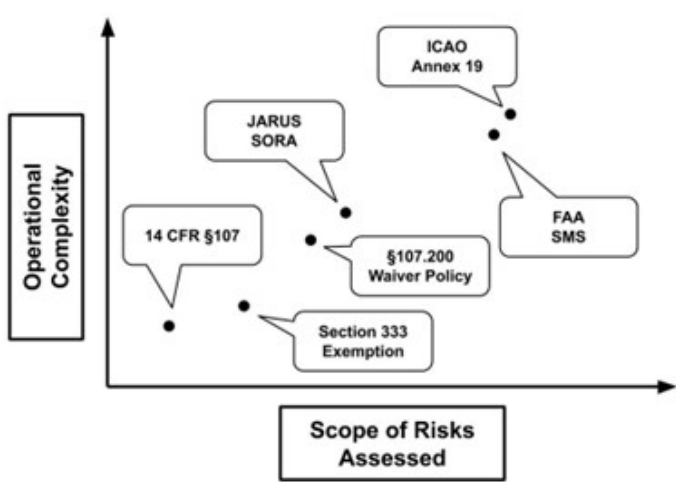 ICAO
Annex 19
JARUS
SORA
Operational
Complexity
14 CFR §107
§107.200
Waiver Policy
FAA
SMS
Section 333
Exemption
Scope of Risks
Assessed